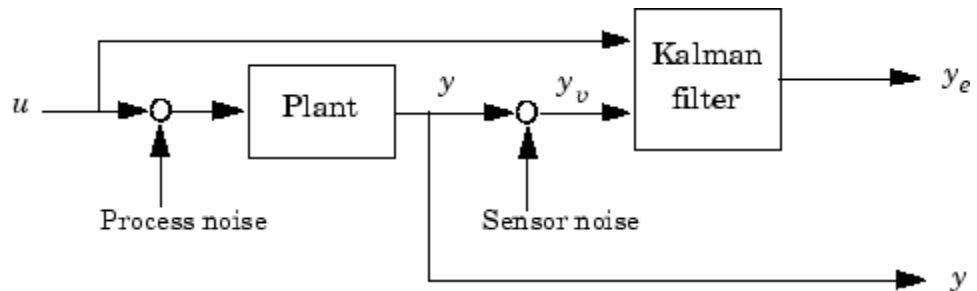 Kalman
filter
y_e
u
Plant
y
y_v
Process noise
Sensor noise
y